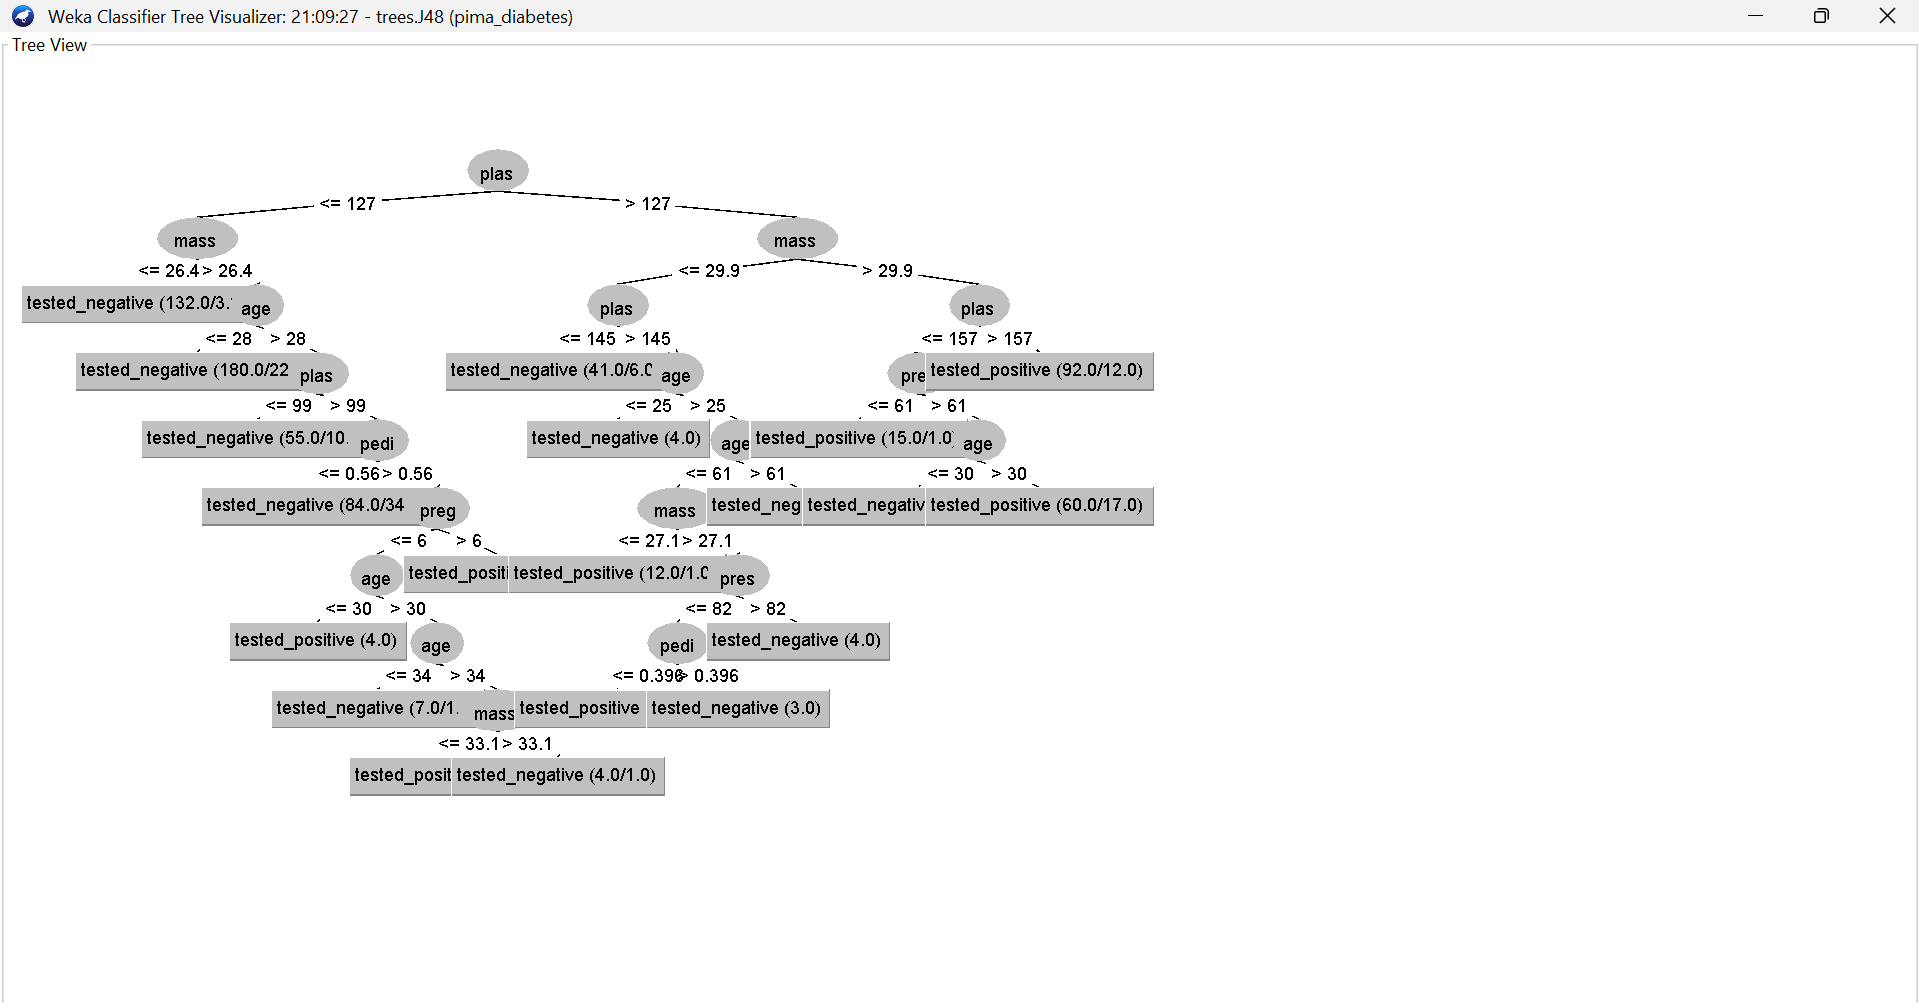 Weka Classifier Tree Visualizer: 21:09:27 - trees.J48 (pima_diabetes)
Tree View
plas
<= 127 > 127
mass mass
<= 26.4 > 26.4 <= 29.9 > 29.9
tested_negative (132.0/3. age plas plas
<= 28 > 28 <= 145 > 145 <= 157 > 157
tested_negative (180.0/22 plas tested_negative (41.0/6.0 age pre tested_positive (92.0/12.0)
<= 99 > 99 <= 25 > 25 <= 61 > 61
tested_negative (55.0/10. pedi tested_negative (4.0) age tested_positive (15.0/1.0) age
<= 0.56 > 0.56 <= 61 > 61 <= 30 > 30
tested_negative (84.0/34 preg mass tested_neg tested_negativ tested_positive (60.0/17.0)
<= 6 > 6 <= 27.1 > 27.1
age tested_positi tested_positive (12.0/1.0 pres
<= 30 > 30 <= 82 > 82
tested_positive (4.0) age pedi tested_negative (4.0)
<= 34 > 34 <= 0.396 > 0.396
tested_negative (7.0/1. mass tested_positive tested_negative (3.0)
<= 33.1 > 33.1
tested_posit tested_negative (4.0/1.0)